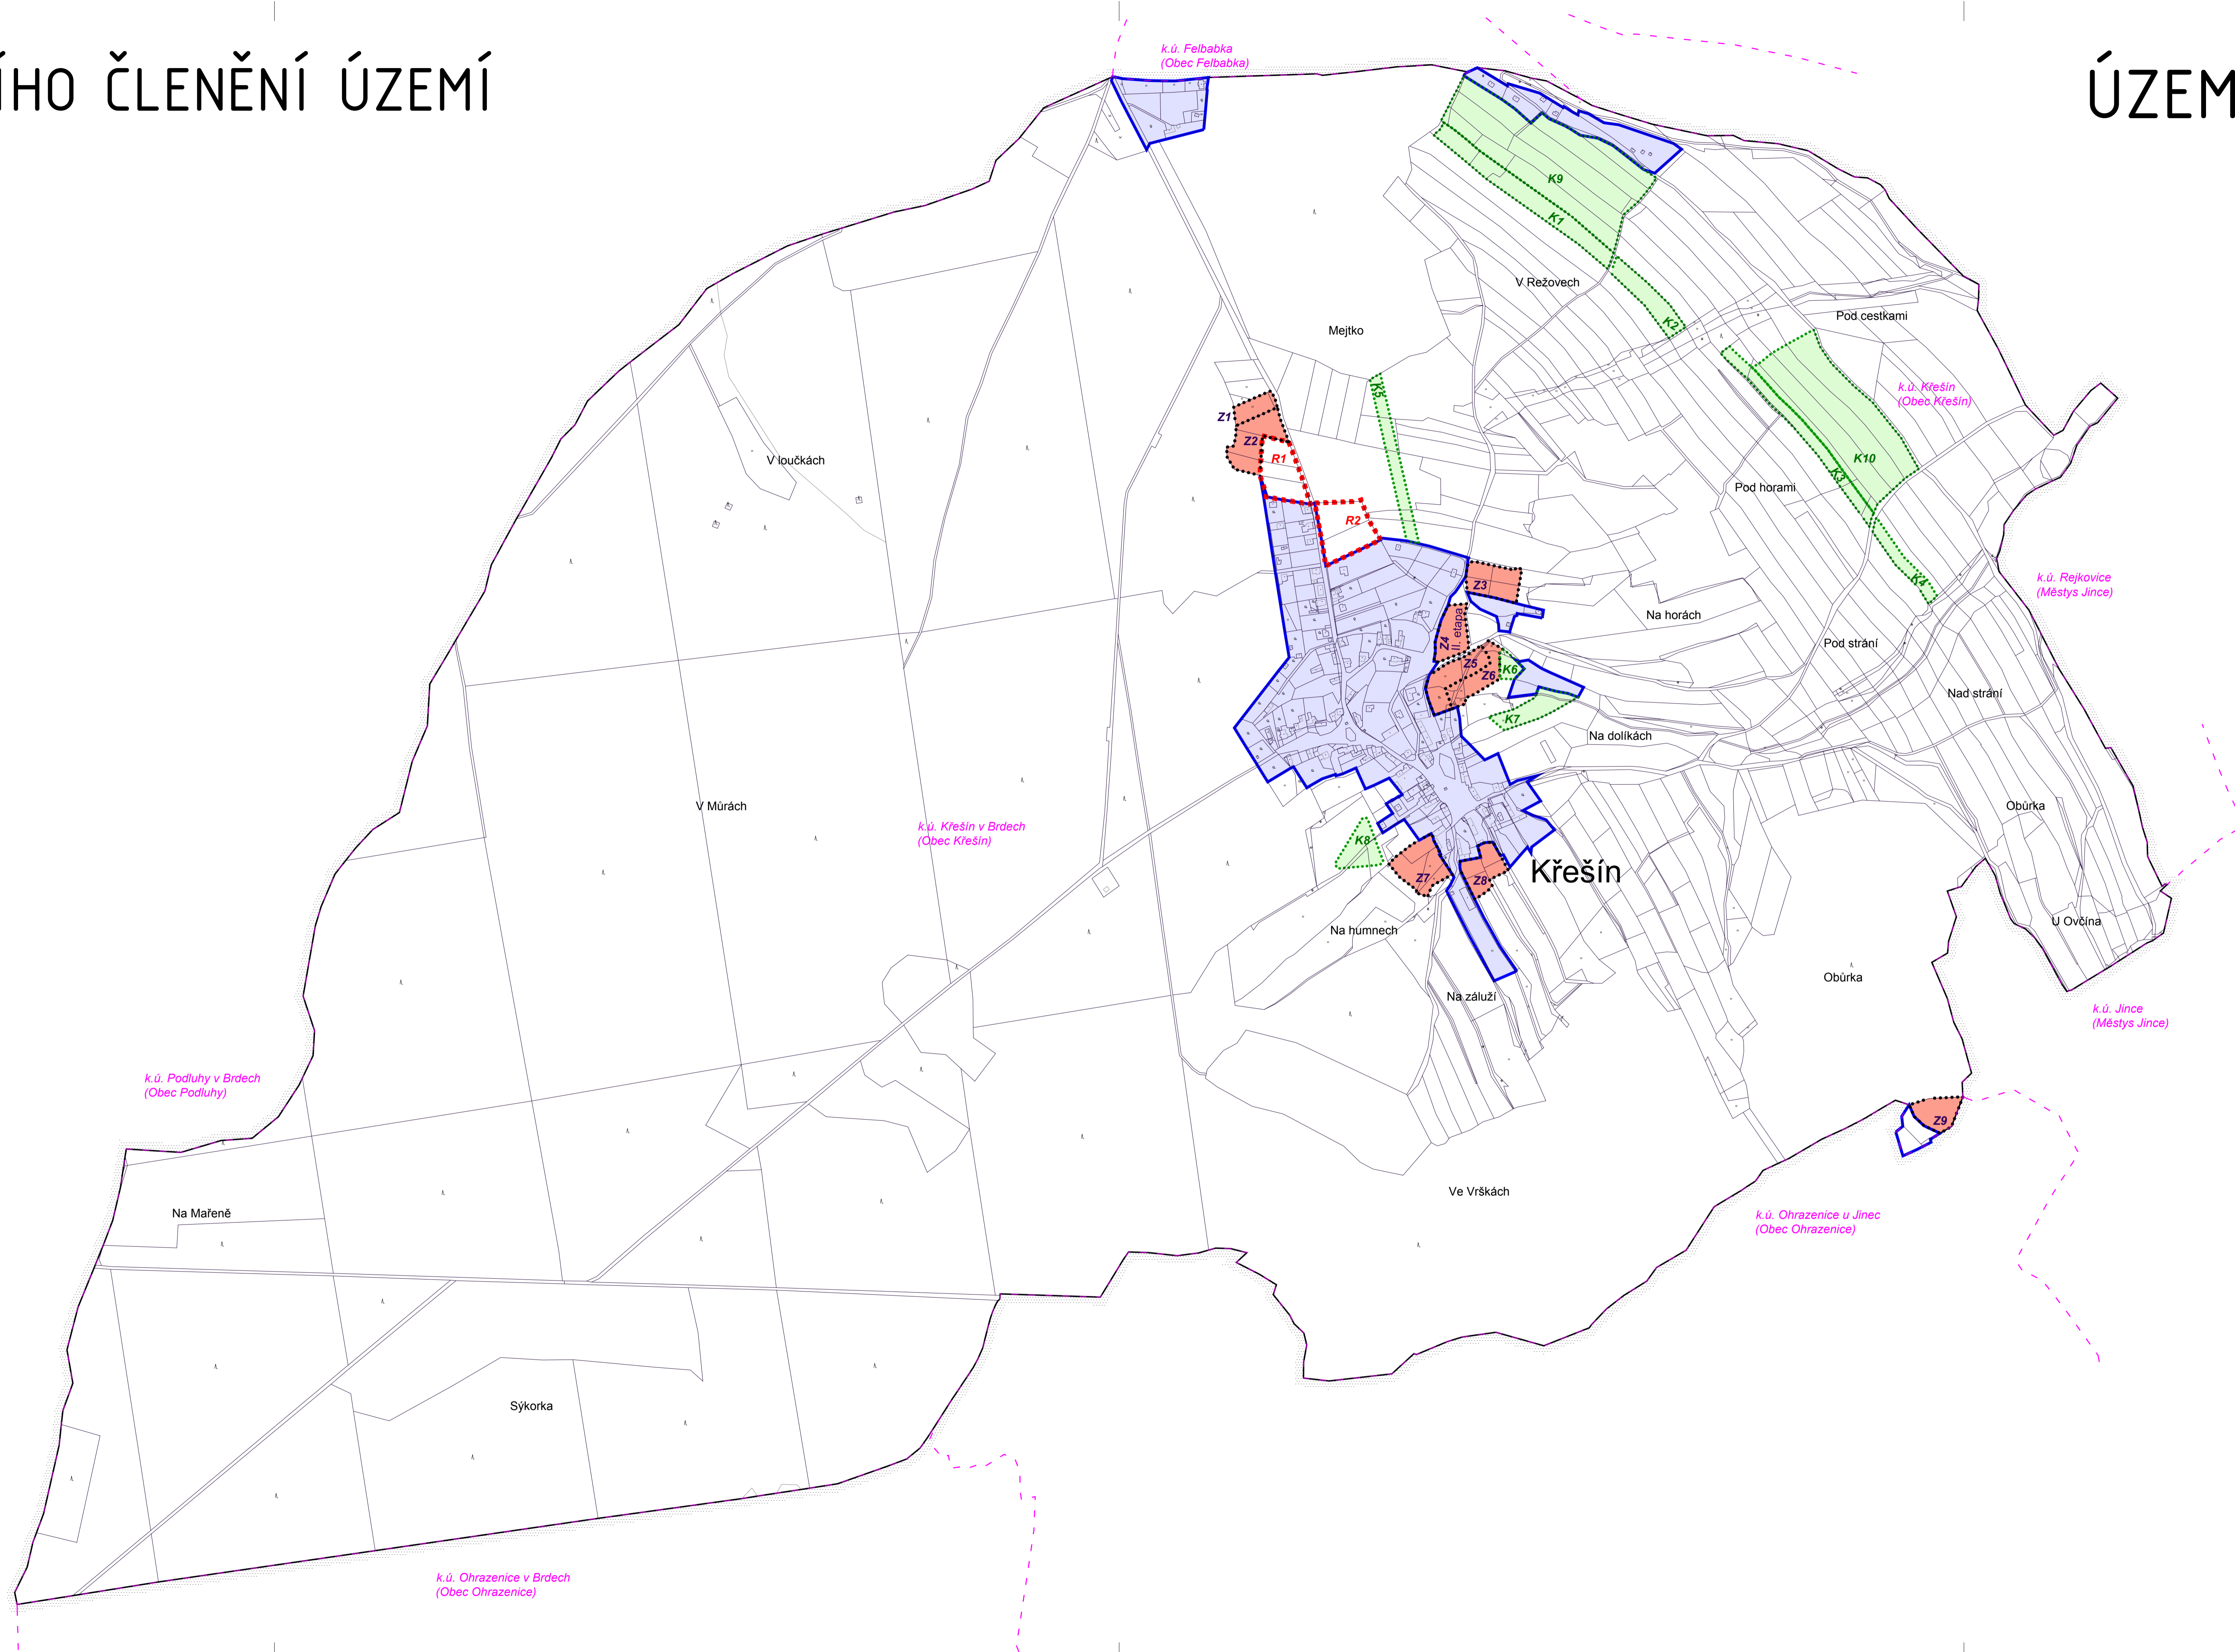 ÍHO ČLENĚNÍ ÚZEMÍ
ÚZEM
k.ú. Felbabka
(Obec Felbabka)
K9
K1
V Režovech
K2
Pod cestkami
Mejtko
K5
k.ú. Křešín
(Obec Křešín)
Z1
Z2
R1
V loučkách
K10
K3
Pod horami
R2
k.ú. Rejkovice
(Městys Jince)
K4
Z3
Na horách
Z4
II. etapa
Pod strání
Z5
Z6
K6
Nad strání
K7
Na dolíkách
V Můrách
Obůrka
k.ú. Křešín v Brdech
(Obec Křešín)
K8
Křešín
Z7
Z8
U Ovčína
Na humnech
Obůrka
Na záluží
k.ú. Jince
(Městys Jince)
k.ú. Podluhy v Brdech
(Obec Podluhy)
Z9
Ve Vrškách
Na Mařeně
k.ú. Ohrazenice u Jinec
(Obec Ohrazenice)
Sýkorka
k.ú. Ohrazenice v Brdech
(Obec Ohrazenice)